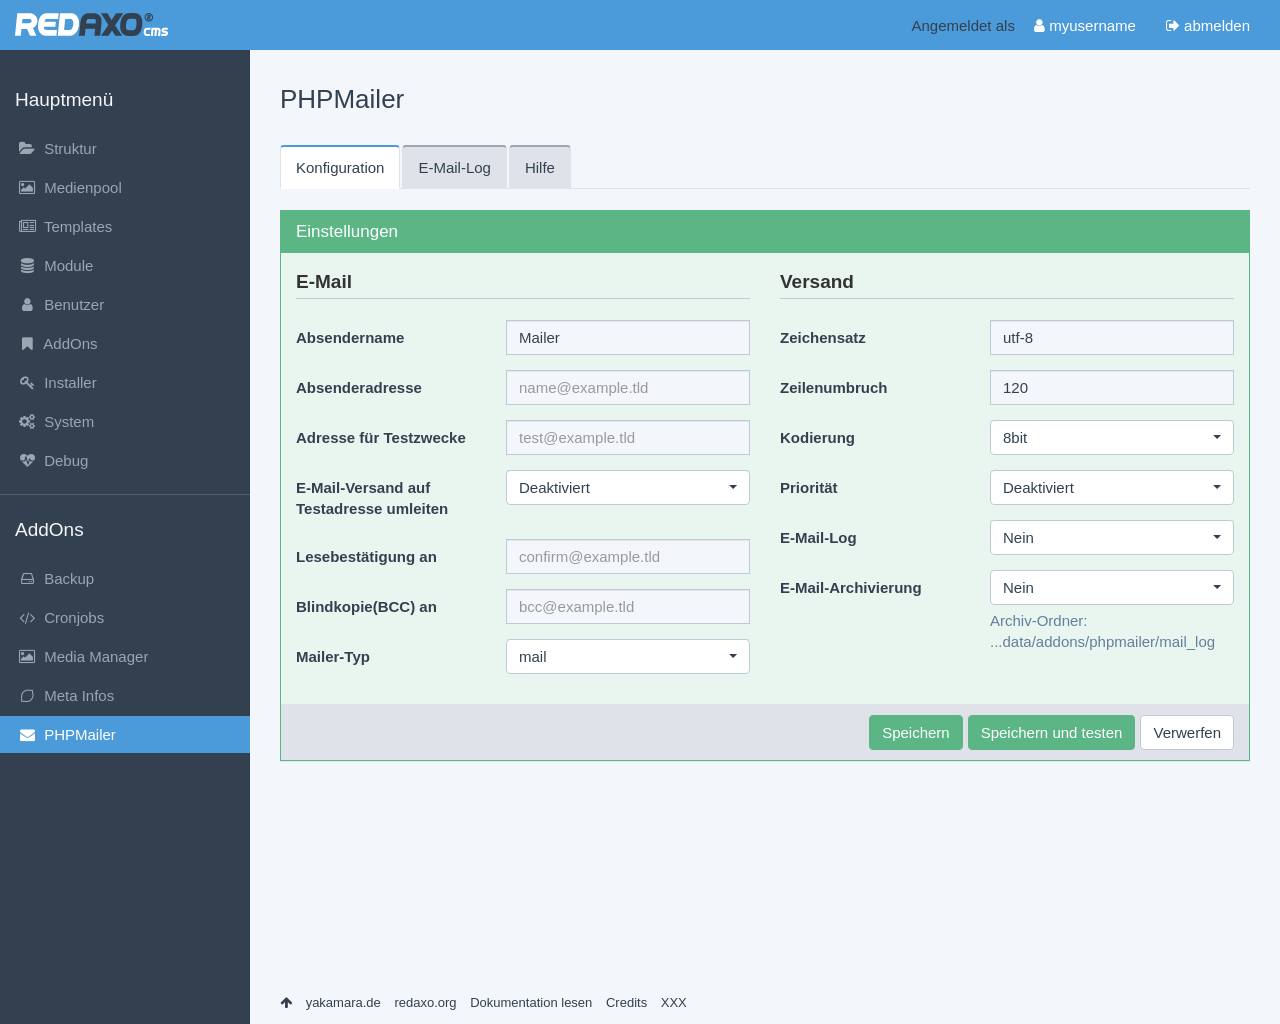 REDAXO® cms
Angemeldet als myusername abmelden
Hauptmenü
Struktur
Medienpool
Templates
Module
Benutzer
AddOns
Installer
System
Debug
AddOns
Backup
Cronjobs
Media Manager
Meta Infos
PHPMailer
PHPMailer
Konfiguration E-Mail-Log Hilfe
Einstellungen
E-Mail
Absendername Mailer
Absenderadresse name@example.tld
Adresse für Testzwecke test@example.tld
E-Mail-Versand auf Deaktiviert
Testadresse umleiten
Lesebestätigung an confirm@example.tld
Blindkopie(BCC) an bcc@example.tld
Mailer-Typ mail
Versand
Zeichensatz utf-8
Zeilenumbruch 120
Kodierung 8bit
Priorität Deaktiviert
E-Mail-Log Nein
E-Mail-Archivierung Nein
Archiv-Ordner:
...data/addons/phpmailer/mail_log
Speichern Speichern und testen Verwerfen
yakamara.de redaxo.org Dokumentation lesen Credits XXX